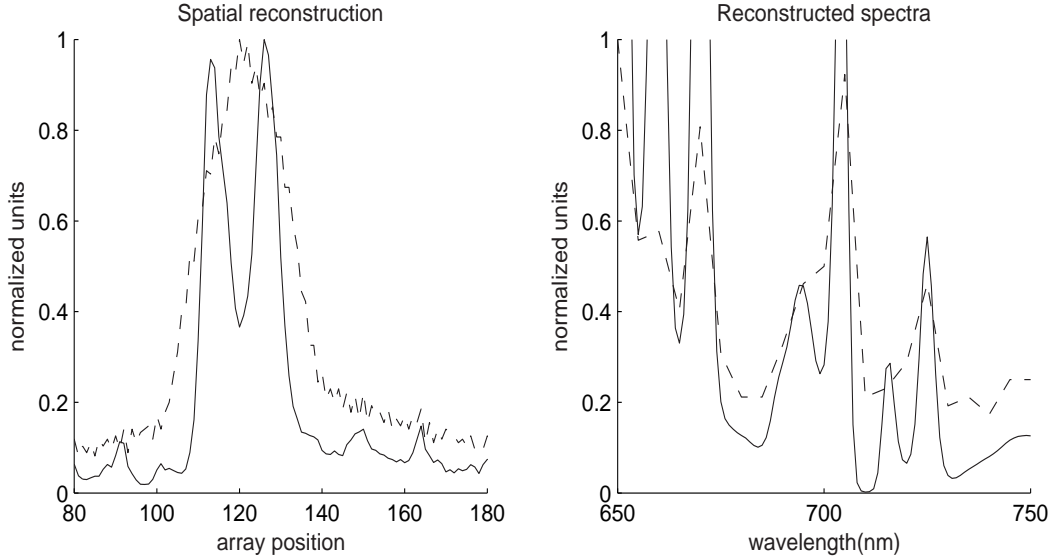 Spatial reconstruction
1
0.8
0.6
0.4
0.2
0
normalized units
80 100 120 140 160 180
array position
Reconstructed spectra
1
0.8
0.6
0.4
0.2
0
normalized units
650 700 750
wavelength(nm)